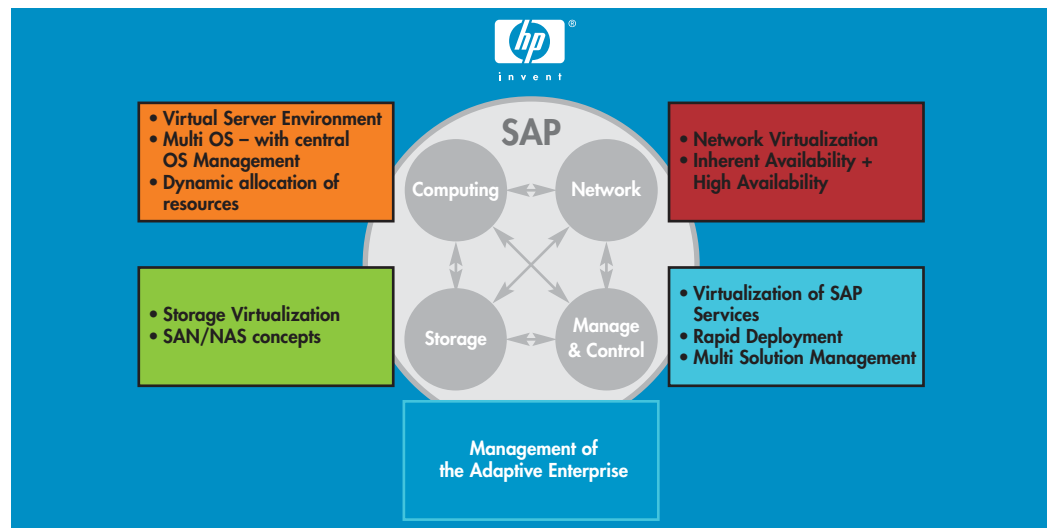 hp
®
invent
• Virtual Server Environment
• Multi OS – with central
OS Management
• Dynamic allocation of
resources
SAP
• Network Virtualization
• Inherent Availability +
High Availability
Computing
Network
• Storage Virtualization
• SAN/NAS concepts
Storage
Manage
& Control
• Virtualization of SAP
Services
• Rapid Deployment
• Multi Solution Management
Management of
the Adaptive Enterprise